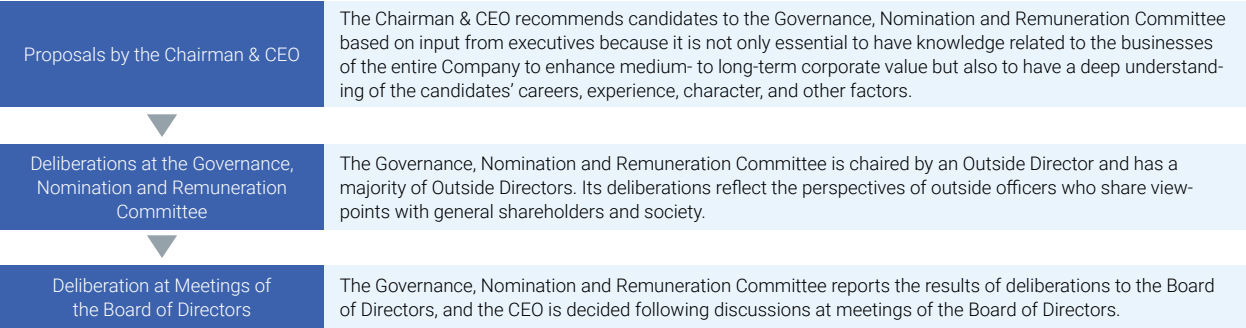 Proposals by the Chairman & CEO
The Chairman & CEO recommends candidates to the Governance, Nomination and Remuneration Committee
based on input from executives because it is not only essential to have knowledge related to the businesses
of the entire Company to enhance medium- to long-term corporate value but also to have a deep understand-
ing of the candidates’ careers, experience, character, and other factors.
Deliberations at the Governance,
Nomination and Remuneration
Committee
The Governance, Nomination and Remuneration Committee is chaired by an Outside Director and has a
majority of Outside Directors. Its deliberations reflect the perspectives of outside officers who share view-
points with general shareholders and society.
Deliberation at Meetings of
the Board of Directors
The Governance, Nomination and Remuneration Committee reports the results of deliberations to the Board
of Directors, and the CEO is decided following discussions at meetings of the Board of Directors.